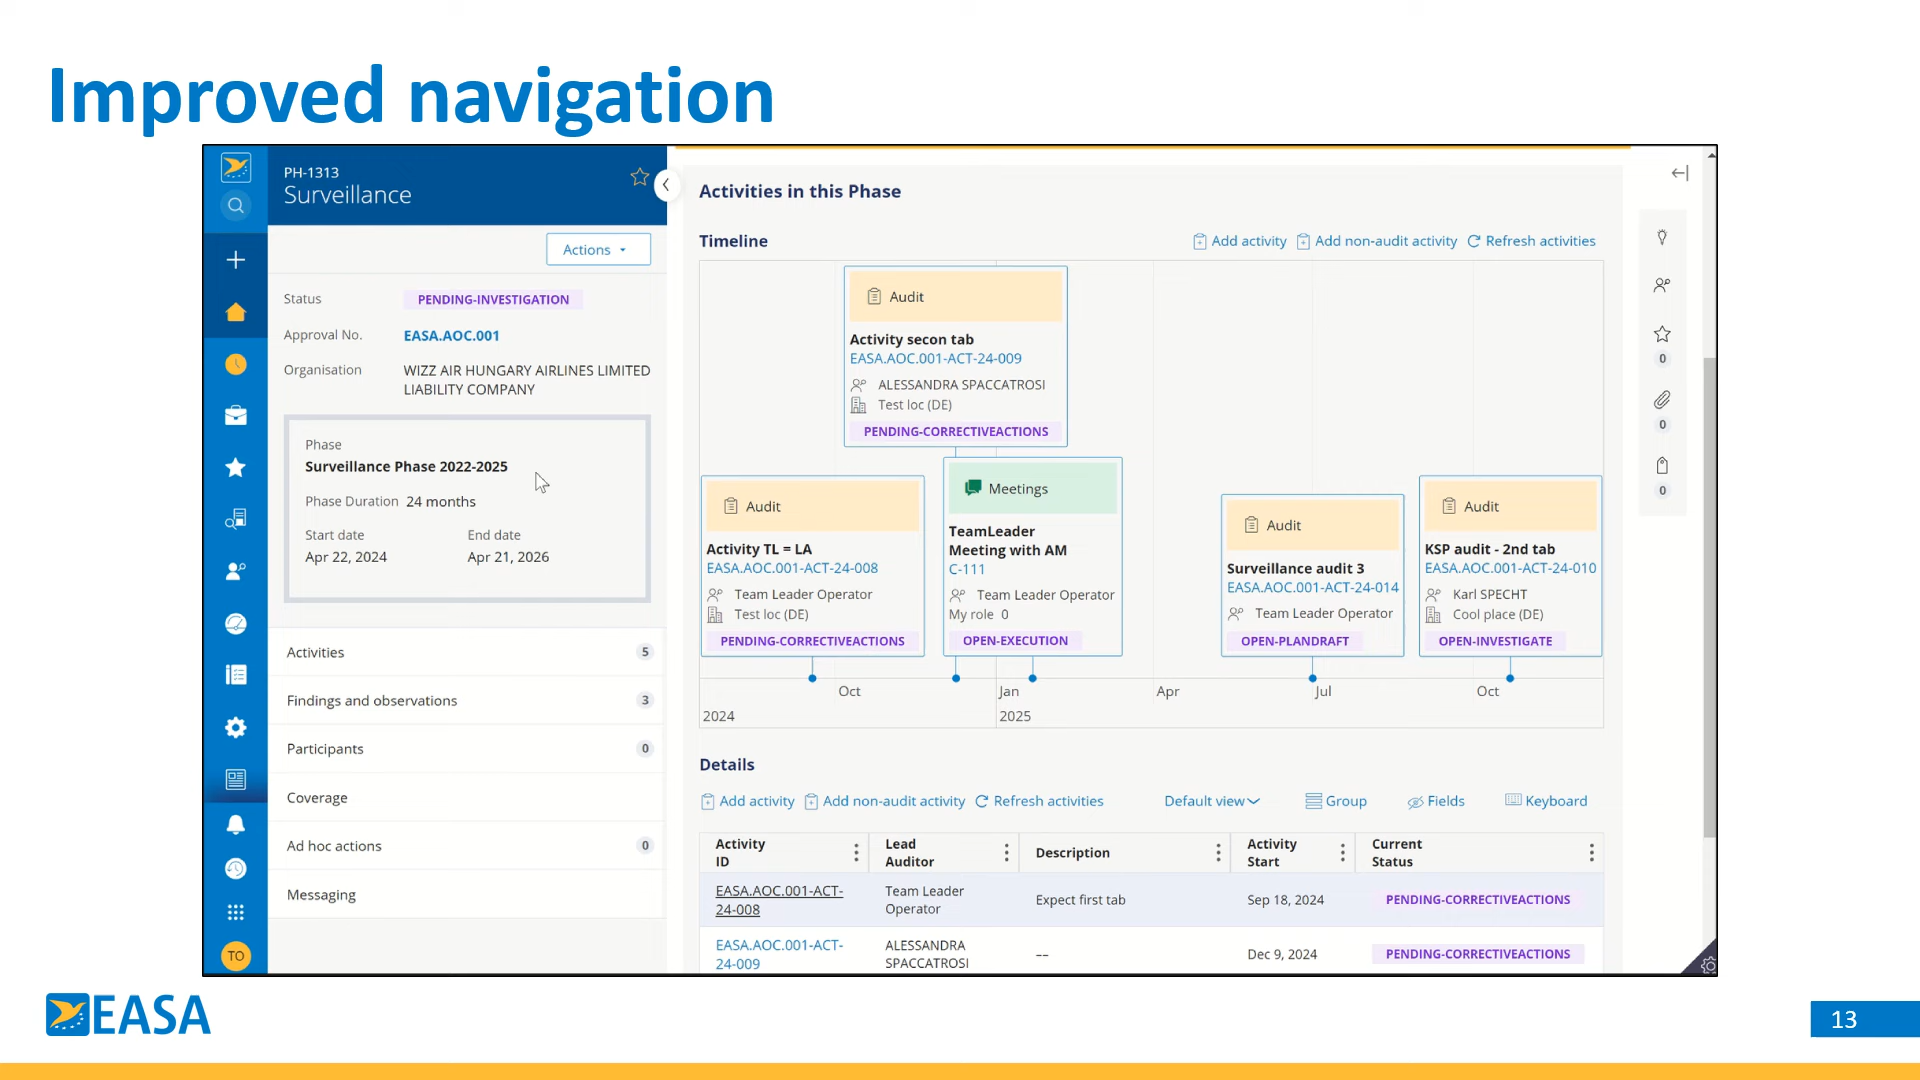 Improved navigation
PH-1313
Surveillance
Actions
Status PENDING-INVESTIGATION
Approval No. EASA.AOC.001
Organisation WIZZ AIR HUNGARY AIRLINES LIMITED
LIABILITY COMPANY
Phase
Surveillance Phase 2022-2025
Phase Duration 24 months
Start date End date
Apr 22, 2024 Apr 21, 2026
Activities 5
Findings and observations 3
Participants 0
Coverage
Ad hoc actions 0
Messaging
TO
Activities in this Phase
Timeline Add activity Add non-audit activity Refresh activities
Audit
Activity secon tab
EASA.AOC.001-ACT-24-009
ALESSANDRA SPACCATROSI
Test loc (DE)
PENDING-CORRECTIVEACTIONS
Audit
Activity TL = LA
EASA.AOC.001-ACT-24-008
Team Leader Operator
Test loc (DE)
PENDING-CORRECTIVEACTIONS
Meetings
TeamLeader
Meeting with AM
C-111
Team Leader Operator
My role 0
OPEN-EXECUTION
Audit
Surveillance audit 3
EASA.AOC.001-ACT-24-014
Team Leader Operator
OPEN-PLANDRAFT
Audit
KSP audit - 2nd tab
EASA.AOC.001-ACT-24-010
Karl SPECHT
Cool place (DE)
OPEN-INVESTIGATE
Oct Jan Apr Jul Oct
2024 2025
Details
Add activity Add non-audit activity Refresh activities Default view Group Fields Keyboard
Activity ID Lead Auditor Description Activity Start Current Status
EASA.AOC.001-ACT-24-008 Team Leader Operator Expect first tab Sep 18, 2024 PENDING-CORRECTIVEACTIONS
EASA.AOC.001-ACT-24-009 ALESSANDRA SPACCATROSI -- Dec 9, 2024 PENDING-CORRECTIVEACTIONS
0
0
0
EASA
13